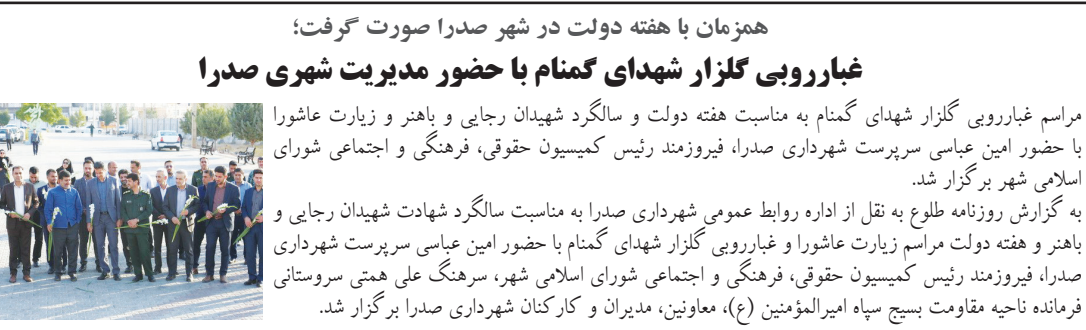 همزمان با هفته دولت در شهر صدرا صورت گرفت؛
غبارروبی گلزار شهدای گمنام با حضور مدیریت شهری صدرا
مراسم غبارروبی گلزار شهدای گمنام به مناسبت هفته دولت و سالگرد شهیدان رجایی و باهنر و زیارت عاشورا
با حضور امین عباسی سرپرست شهرداری صدرا، فیروزمند رئیس کمیسیون حقوقی، فرهنگی و اجتماعی شورای
اسلامی شهر برگزار شد.
به گزارش روزنامه طلوع به نقل از اداره روابط عمومی شهرداری صدرا به مناسبت سالگرد شهادت شهیدان رجایی و
باهنر و هفته دولت مراسم زیارت عاشورا و غبارروبی گلزار شهدای گمنام با حضور امین عباسی سرپرست شهرداری
صدرا، فیروزمند رئیس کمیسیون حقوقی، فرهنگی و اجتماعی شورای اسلامی شهر، سرهنگ علی همتی سروستانی
فرمانده ناحیه مقاومت بسیج سپاه امیرالمؤمنین (ع)، معاونین، مدیران و کارکنان شهرداری صدرا برگزار شد.